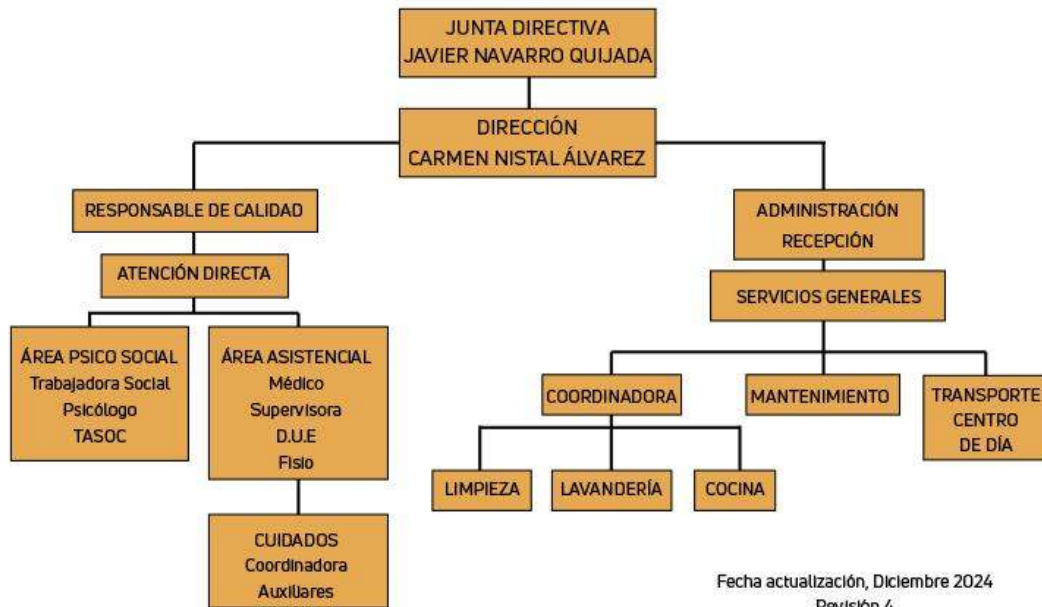 JUNTA DIRECTIVA
JAVIER NAVARRO QUIJADA
DIRECCIÓN
CARMEN NISTAL ÁLVAREZ
RESPONSABLE DE CALIDAD
ADMINISTRACIÓN
RECEPCIÓN
ATENCIÓN DIRECTA
SERVICIOS GENERALES
ÁREA PSICO SOCIAL
Trabajadora Social
Psicólogo
TASOC
ÁREA ASISTENCIAL
Médico
Supervisora
D.U.E
Fisio
COORDINADORA
MANTENIMIENTO
TRANSPORTE
CENTRO
DE DÍA
LIMPIEZA
LAVANDERÍA
COCINA
CUIDADOS
Coordinadora
Auxiliares
Fecha actualización, Diciembre 2024
Revisión 4